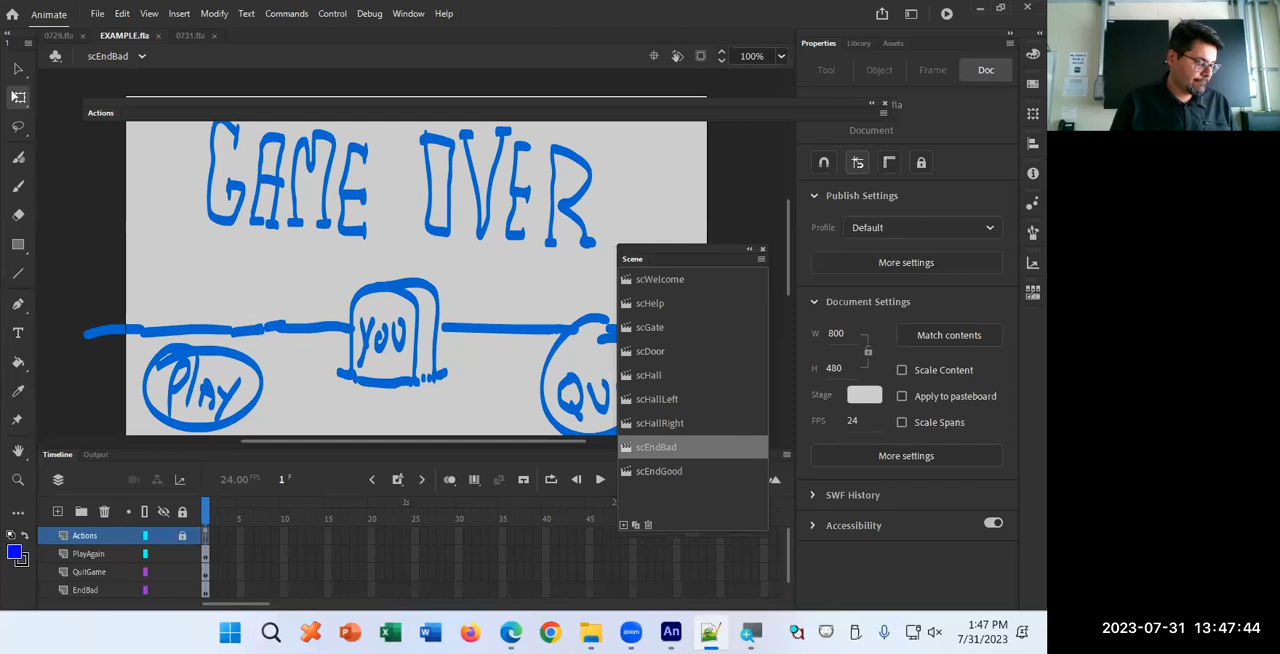 Animate
File Edit View Insert Modify Text Commands Control Debug Window Help
0729.fla × EXAMPLE.fla × 0731.fla ×
scEndBad
100%
Actions
GAME OVER
YOU
Play
QU
Scene
scWelcome
scHelp
scGate
scDoor
scHall
scHallLeft
scHallRight
scEndBad
scEndGood
Properties Library Assets
Tool Object Frame Doc
fla
Document
Publish Settings
Profile Default
More settings
Document Settings
W 800
Match contents
H 480
Scale Content
Stage
Apply to pasteboard
FPS 24
Scale Spans
More settings
SWF History
Accessibility
Timeline Output
24.00 FPS 1 F
1s
5 10 15 20 25 30 35 40 45
Actions
PlayAgain
QuitGame
EndBad
zoom
An
1:47 PM
7/31/2023
2023-07-31 13:47:44